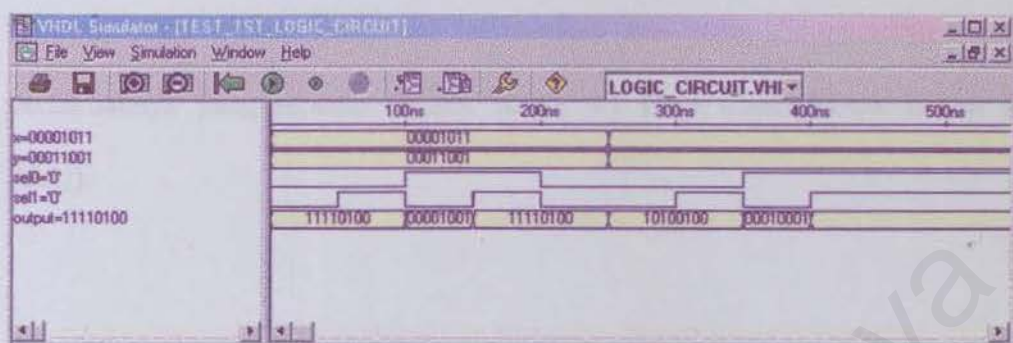 VHDL Simulator - [TEST_TST_LOGIC_CIRCUIT]
File View Simulation Window Help
LOGIC_CIRCUIT.VHI
100ns 200ns 300ns 400ns 500ns
x=00001011 00001011
y=00011001 00011001
sel0='0'
sel1='0'
output=11110100 11110100 00001001 11110100 10100100 00010001